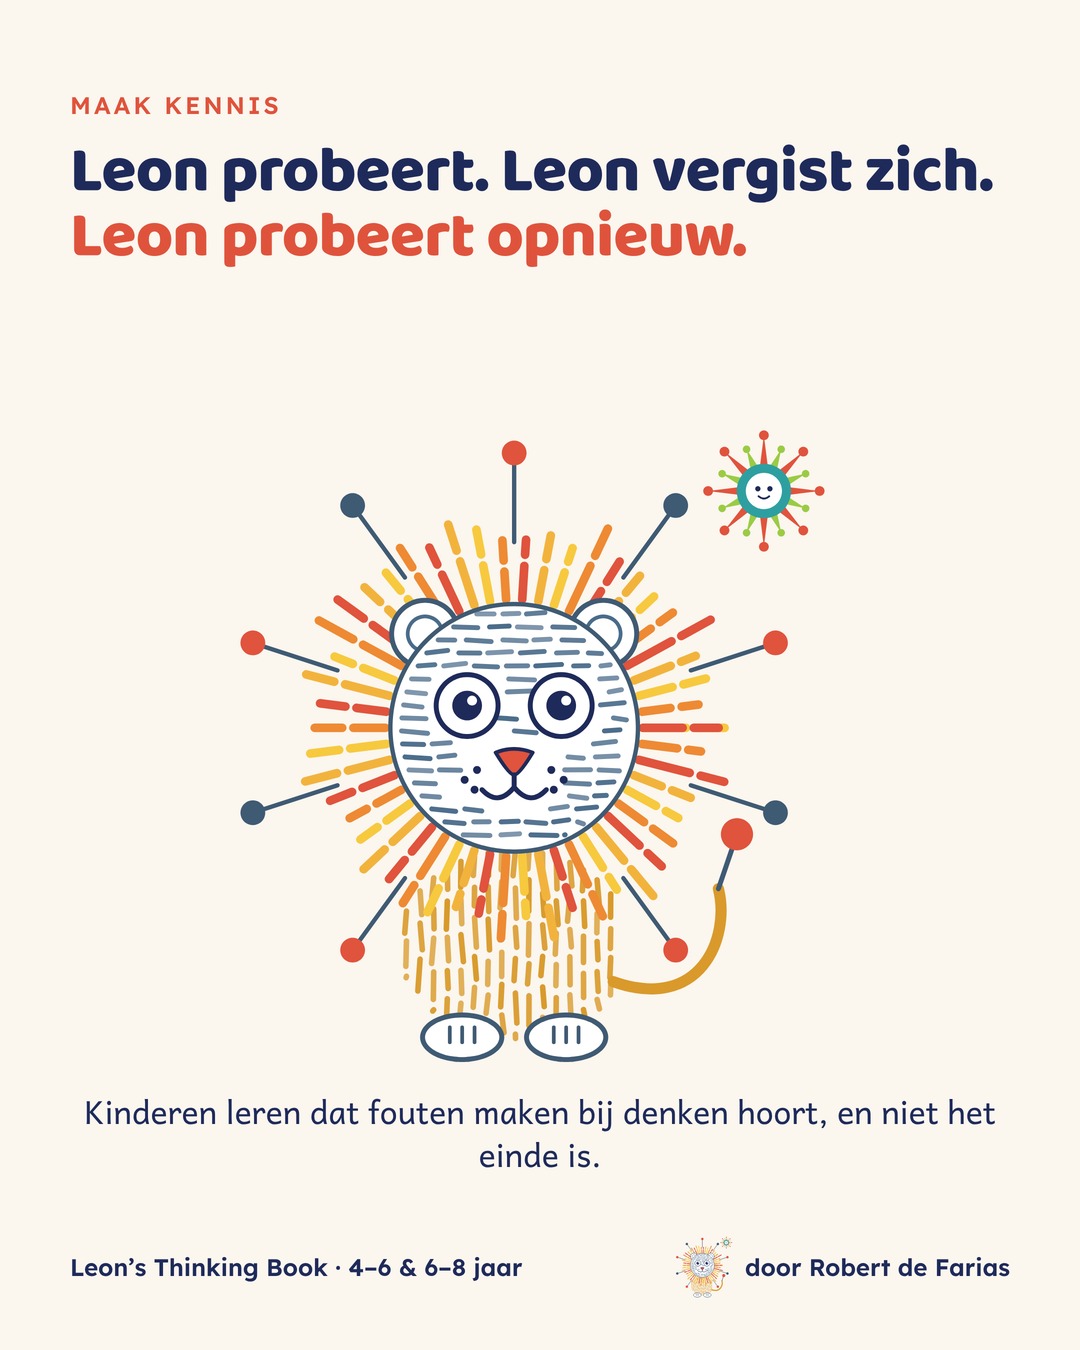 MAAK KENNIS
Leon probeert. Leon vergist zich.
Leon probeert opnieuw.
Kinderen leren dat fouten maken bij denken hoort, en niet het
einde is.
Leon’s Thinking Book · 4–6 & 6–8 jaar
door Robert de Farias